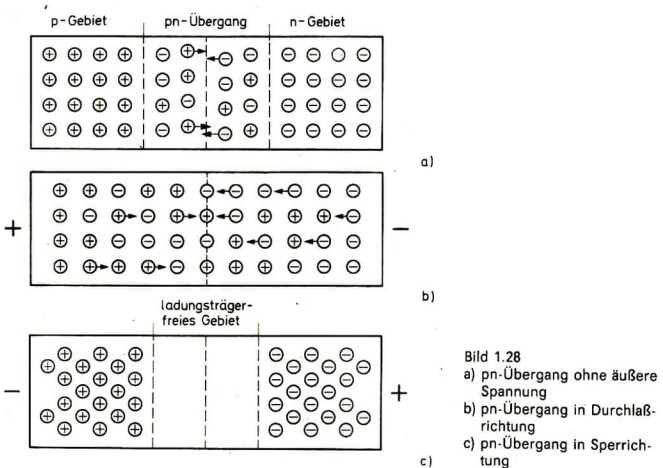 p-Gebiet
pn-Übergang
n-Gebiet
a)
+
−
b)
ladungsträger-
freies Gebiet
−
+
c)
Bild 1.28
a) pn-Übergang ohne äußere
Spannung
b) pn-Übergang in Durchlaß-
richtung
c) pn-Übergang in Sperrich-
tung